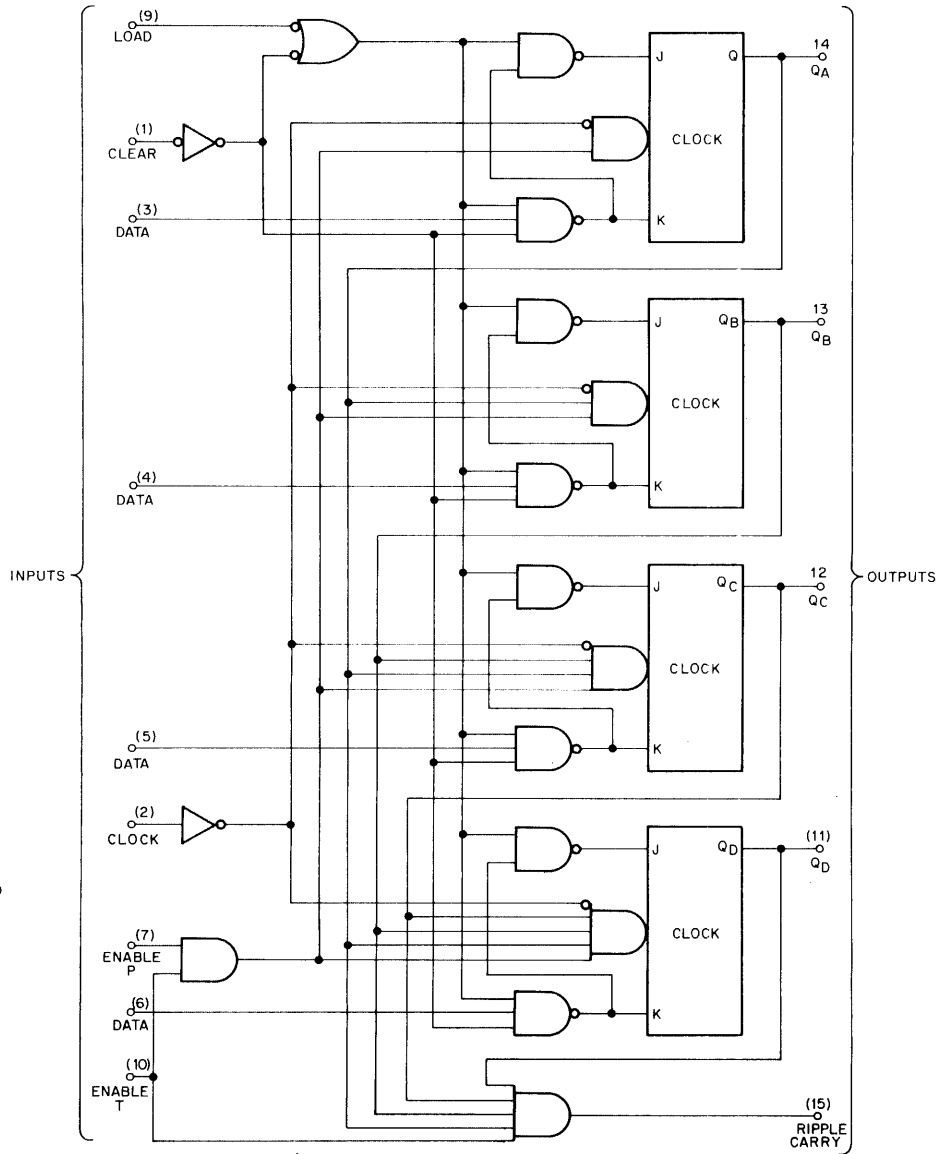 (9)
LOAD
(1)
CLEAR
(3)
DATA
J
Q
CLOCK
K
14
QA
(4)
DATA
J
QB
CLOCK
K
13
QB
INPUTS
OUTPUTS
(5)
DATA
J
QC
CLOCK
K
12
QC
(2)
CLOCK
(7)
ENABLE
P
(6)
DATA
(10)
ENABLE
T
J
QD
CLOCK
K
(11)
QD
(15)
RIPPLE
CARRY